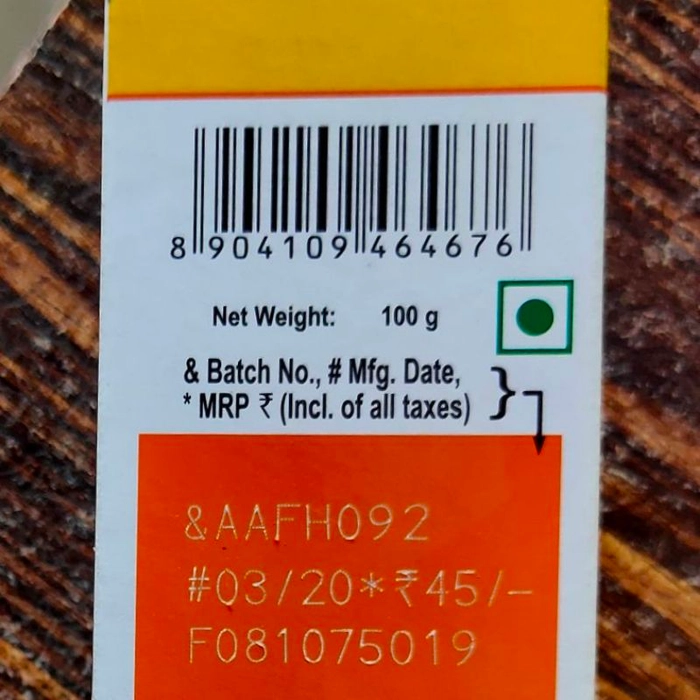 8 904109 464676
Net Weight: 100 g
& Batch No., # Mfg. Date,
* MRP ₹ (Incl. of all taxes)
&AAFH092
#03/20*₹45/-
F081075019